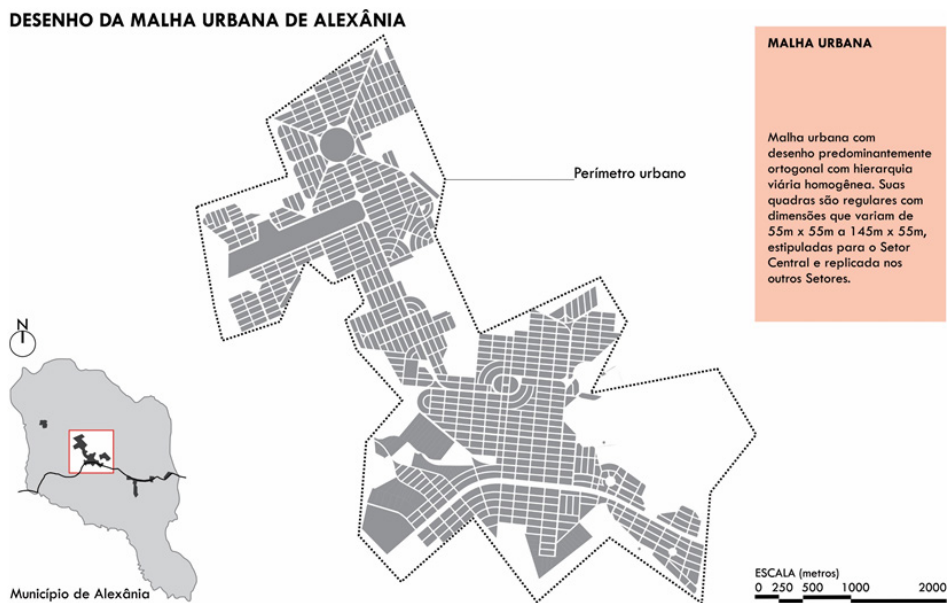 DESENHO DA MALHA URBANA DE ALEXÂNIA
MALHA URBANA
Malha urbana com
desenho predominantemente
ortogonal com hierarquia
viária homogênea. Suas
quadras são regulares com
dimensões que variam de
55m x 55m a 145m x 55m,
estipuladas para o Setor
Central e replicada nos
outros Setores.
Perímetro urbano
N
Município de Alexânia
ESCALA (metros)
0 250 500 1000 2000